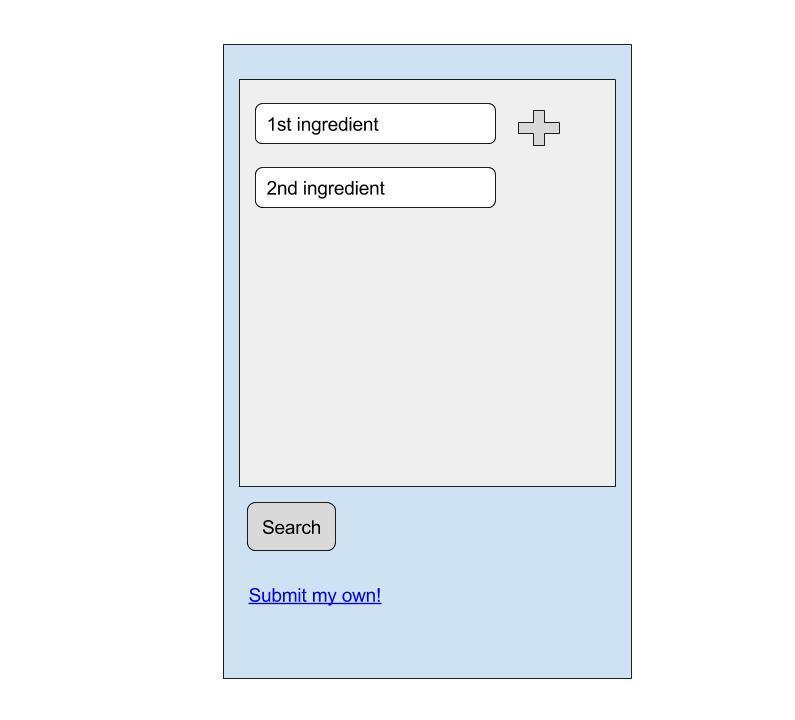 1st ingredient
2nd ingredient
Search
Submit my own!